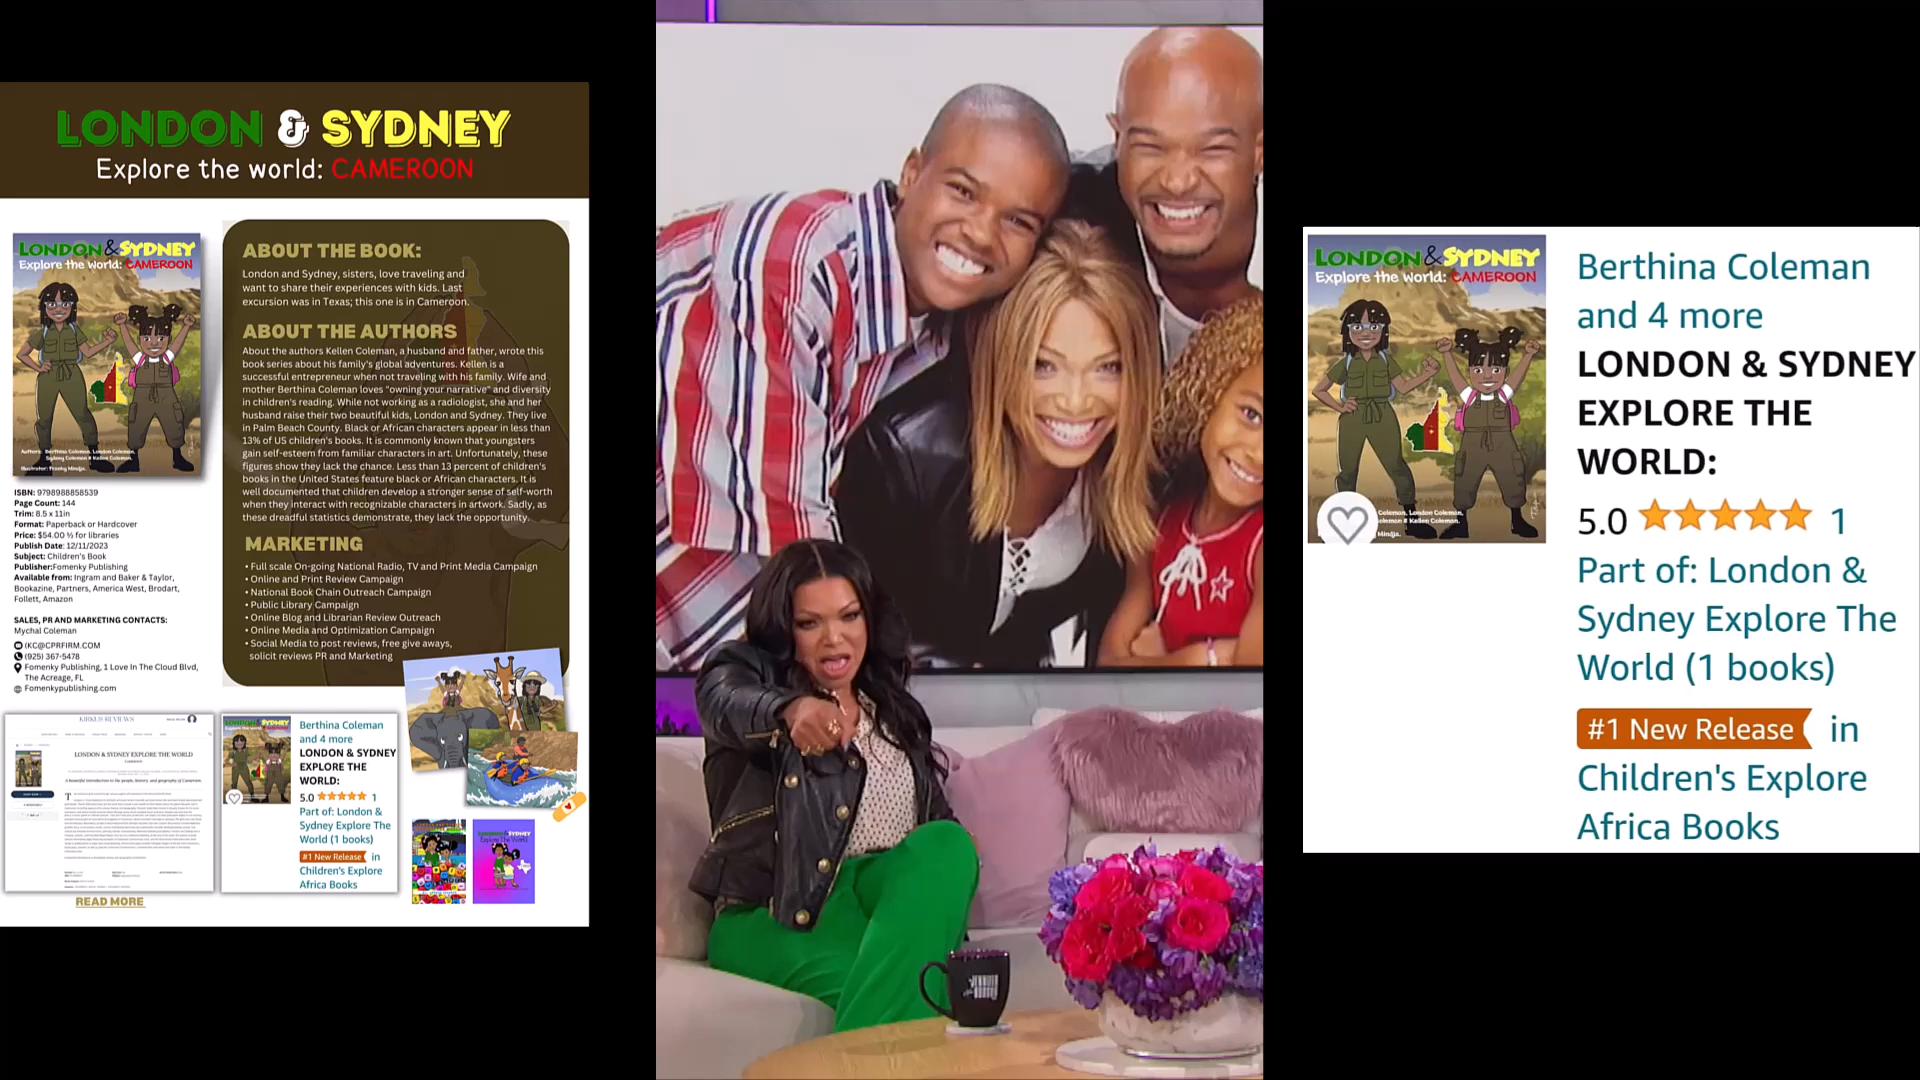 LONDON & SYDNEY
Explore the world: CAMEROON
LONDON & SYDNEY
Explore the world: CAMEROON
Authors: Berthina Coleman, London Coleman,
Sydney Coleman & Kellen Coleman.
ISBN: 9798988858539
Page Count: 144
Trim: 8.5 x 11in
Format: Paperback or Hardcover
Price: $54.00 ½ for libraries
Publish Date: 12/11/2023
Subject: Children's Book
Publisher:Fomenky Publishing
Available from: Ingram and Baker & Taylor,
Bookazine, Partners, America West, Brodart,
Follett, Amazon
SALES, PR AND MARKETING CONTACTS:
Mychal Coleman
(KC@CPRFIRM.COM
(925) 367-5478
Fomenky Publishing, 1 Love In The Cloud Blvd,
The Acreage, FL
Fomenkypublishing.com
ABOUT THE BOOK:
London and Sydney, sisters, love traveling and
want to share their experiences with kids. Last
excursion was in Texas; this one is in Cameroon.
ABOUT THE AUTHORS
About the authors Kellen Coleman, a husband and father, wrote this
book series about his family's global adventures. Kellen is a
successful entrepreneur when not traveling with his family. Wife and
mother Berthina Coleman loves "owning your narrative" and diversity
in children's reading. While not working as a radiologist, she and her
husband raise their two beautiful kids, London and Sydney. They live
in Palm Beach County. Black or African characters appear in less than
13% of US children's books. It is commonly known that youngsters
gain self-esteem from familiar characters in art. Unfortunately, these
figures show they lack the chance. Less than 13 percent of children's
books in the United States feature black or African characters. It is
well documented that children develop a stronger sense of self-worth
when they interact with recognizable characters in artwork. Sadly, as
these dreadful statistics demonstrate, they lack the opportunity.
MARKETING
• Full scale On-going National Radio, TV and Print Media Campaign
• Online and Print Review Campaign
• National Book Chain Outreach Campaign
• Public Library Campaign
• Online Blog and Librarian Review Outreach
• Online Media and Optimization Campaign
• Social Media to post reviews, free give aways,
solicit reviews PR and Marketing
KIRKUS REVIEWS
LONDON & SYDNEY EXPLORE THE WORLD
READ MORE
Berthina Coleman
and 4 more
LONDON & SYDNEY
EXPLORE THE
WORLD:
5.0 1
Part of: London &
Sydney Explore The
World (1 books)
#1 New Release in
Children's Explore
Africa Books
LONDON & SYDNEY
Explore the world: CAMEROON
Coleman, London Coleman,
Coleman & Kellen Coleman.
Berthina Coleman
and 4 more
LONDON & SYDNEY
EXPLORE THE
WORLD:
5.0 1
Part of: London &
Sydney Explore The
World (1 books)
#1 New Release in
Children's Explore
Africa Books